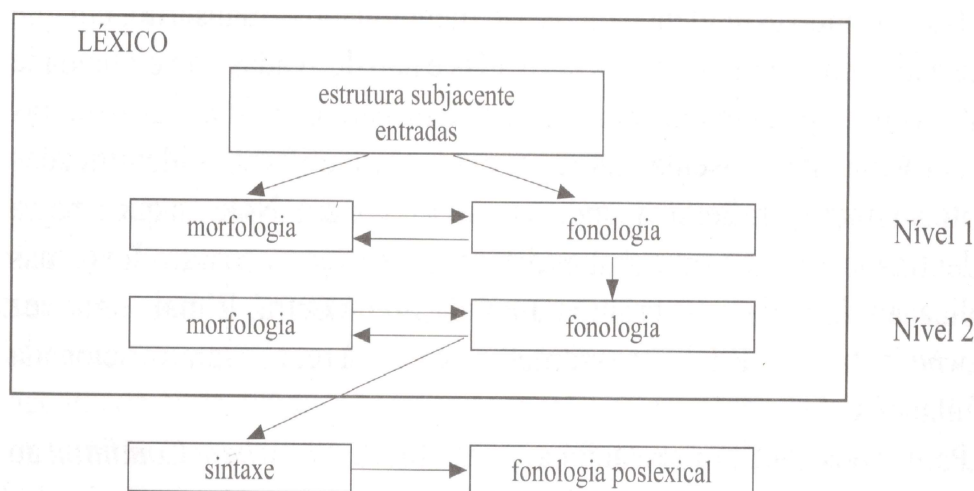 LÉXICO
estrutura subjacente
entradas
morfologia
fonologia
Nível 1
morfologia
fonologia
Nível 2
sintaxe
fonologia poslexical